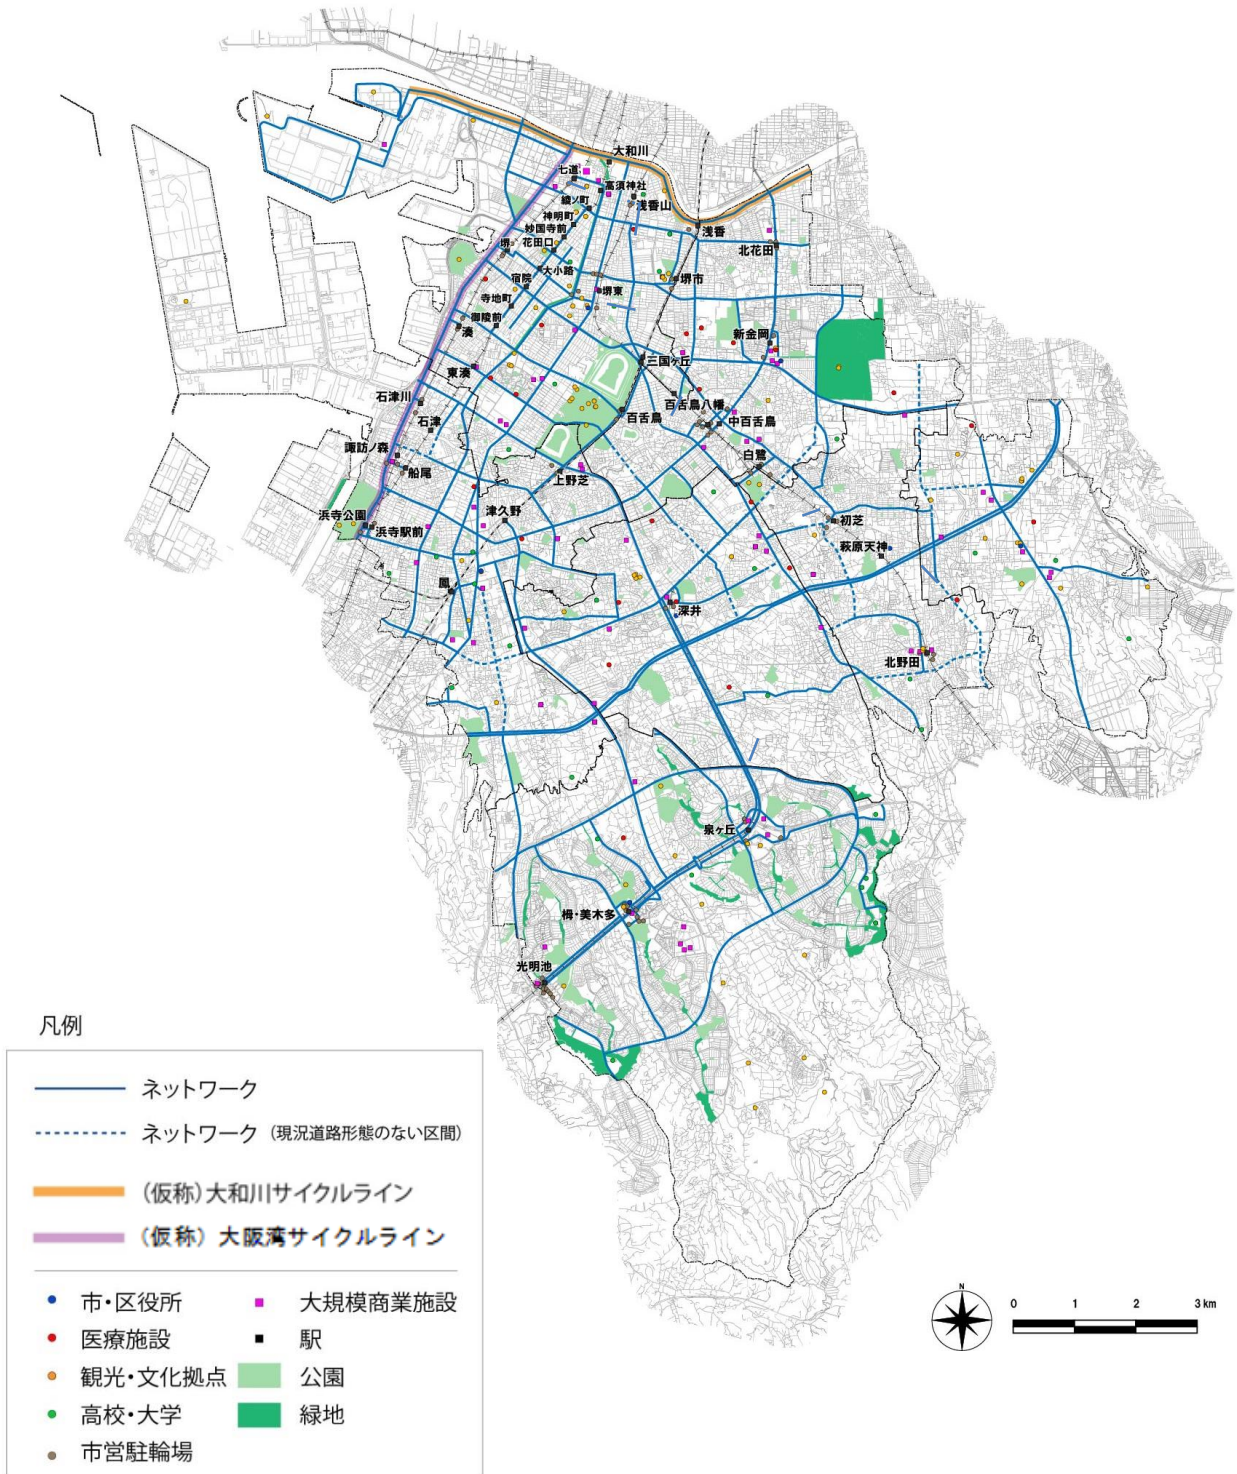 大和川
七道
高須神社
綾ノ町
浅香山
神明町
妙国寺前
浅香
堺
花田口
北花田
大小路
宿院
堺市
堺東
寺地町
御陵前
湊
新金岡
三国ヶ丘
東湊
石津川
百舌鳥八幡
百舌鳥
中百舌鳥
石津
諏訪ノ森
白鷺
船尾
上野芝
浜寺公園
津久野
初芝
浜寺駅前
萩原天神
鳳
深井
北野田
泉ヶ丘
栂・美木多
光明池
凡例
ネットワーク
ネットワーク (現況道路形態のない区間)
(仮称)大和川サイクルライン
(仮称) 大阪湾サイクルライン
市・区役所
大規模商業施設
医療施設
駅
観光・文化拠点
公園
高校・大学
緑地
市営駐輪場
N
0 1 2 3 km